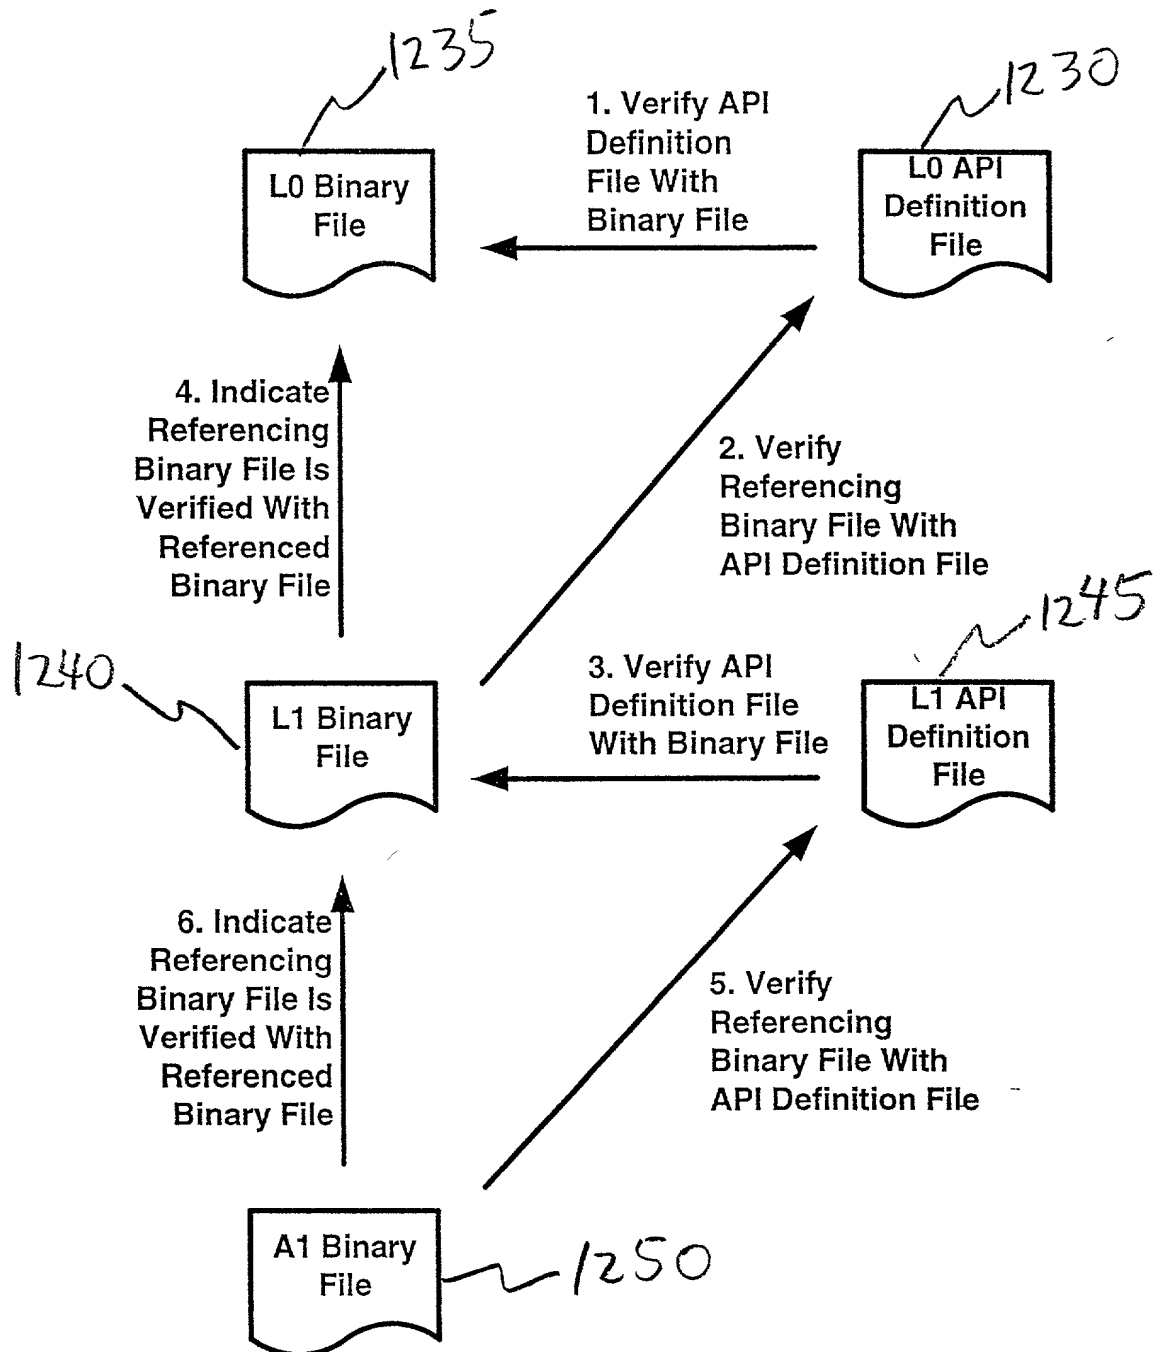 1235
1230
1. Verify API
Definition
File With
Binary File
L0 Binary
File
L0 API
Definition
File
4. Indicate
Referencing
Binary File Is
Verified With
Referenced
Binary File
2. Verify
Referencing
Binary File With
API Definition File
1245
1240
3. Verify API
Definition File
With Binary File
L1 Binary
File
L1 API
Definition
File
6. Indicate
Referencing
Binary File Is
Verified With
Referenced
Binary File
5. Verify
Referencing
Binary File With
API Definition File
A1 Binary
File
1250